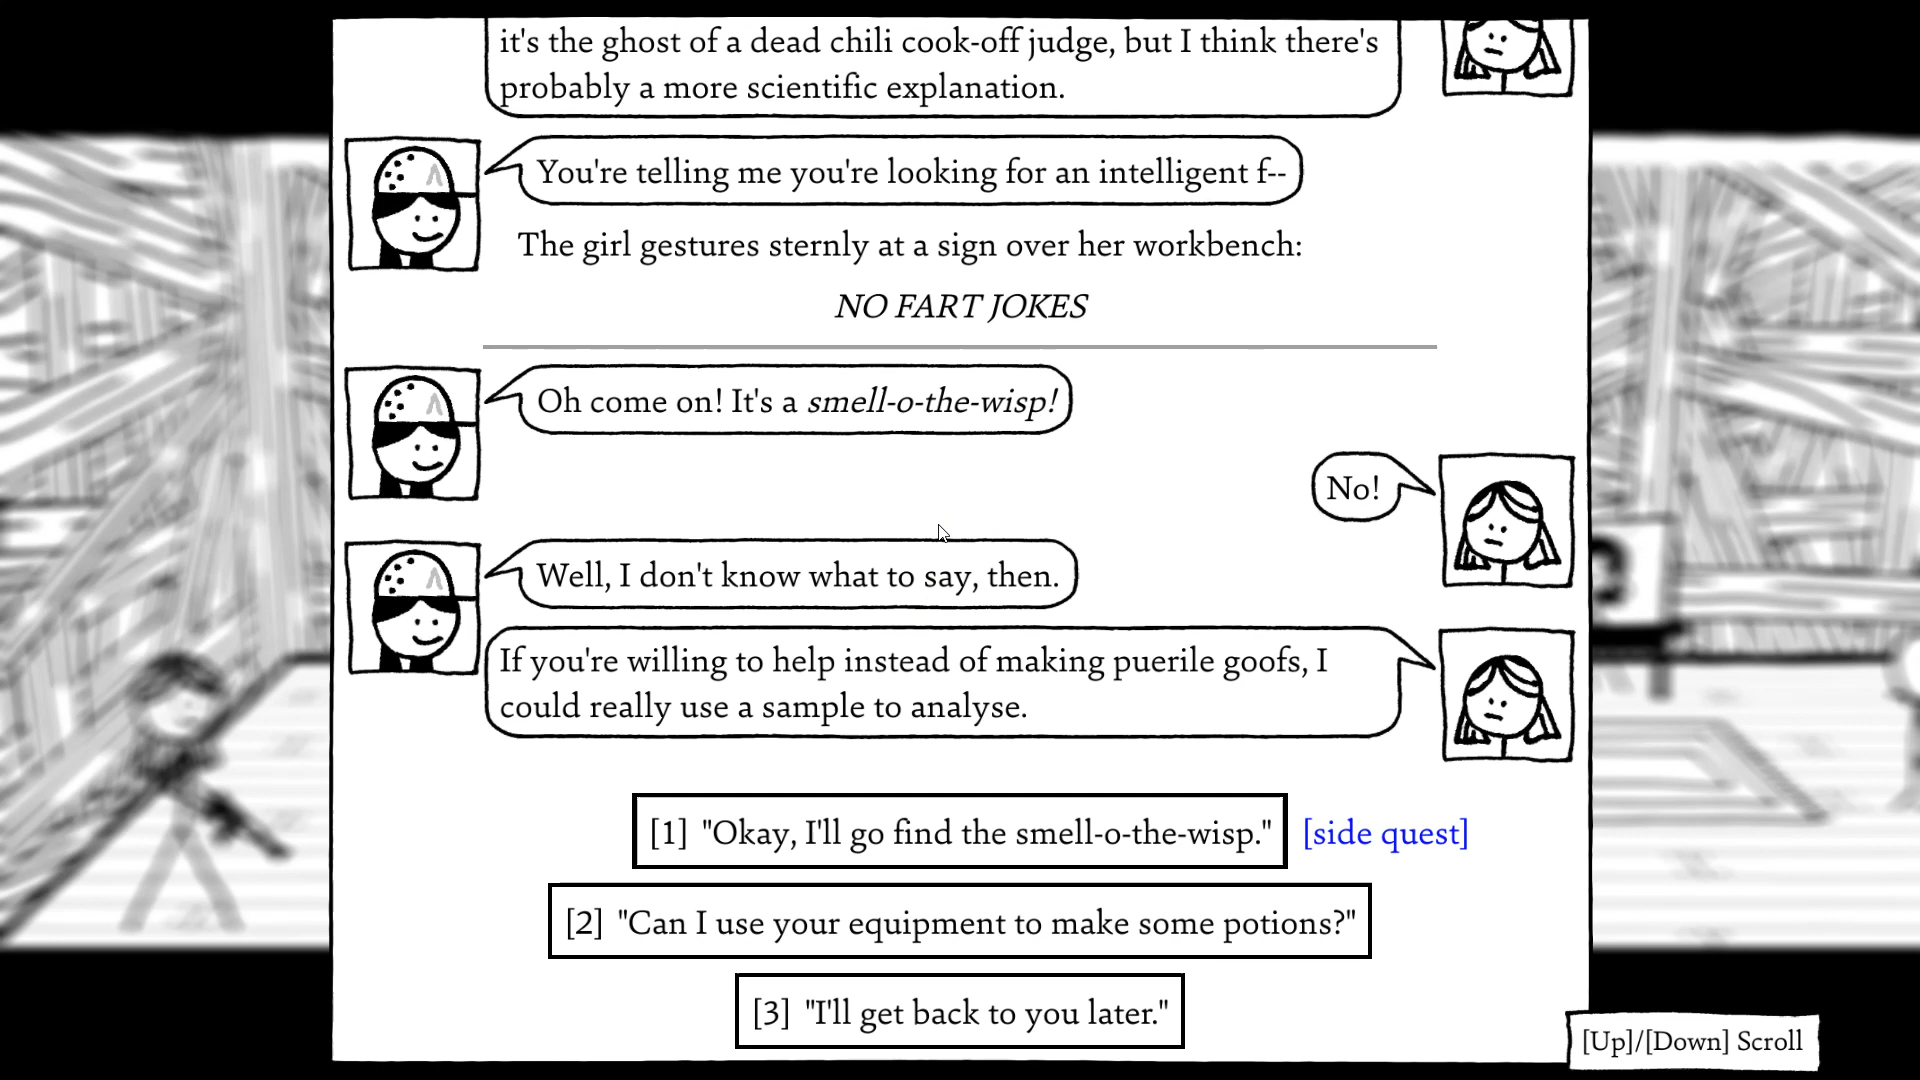 it's the ghost of a dead chili cook-off judge, but I think there's
probably a more scientific explanation.
You're telling me you're looking for an intelligent f--
The girl gestures sternly at a sign over her workbench:
NO FART JOKES
Oh come on! It's a smell-o-the-wisp!
No!
Well, I don't know what to say, then.
If you're willing to help instead of making puerile goofs, I
could really use a sample to analyse.
[1] "Okay, I'll go find the smell-o-the-wisp." [side quest]
[2] "Can I use your equipment to make some potions?"
[3] "I'll get back to you later."
[Up]/[Down] Scroll